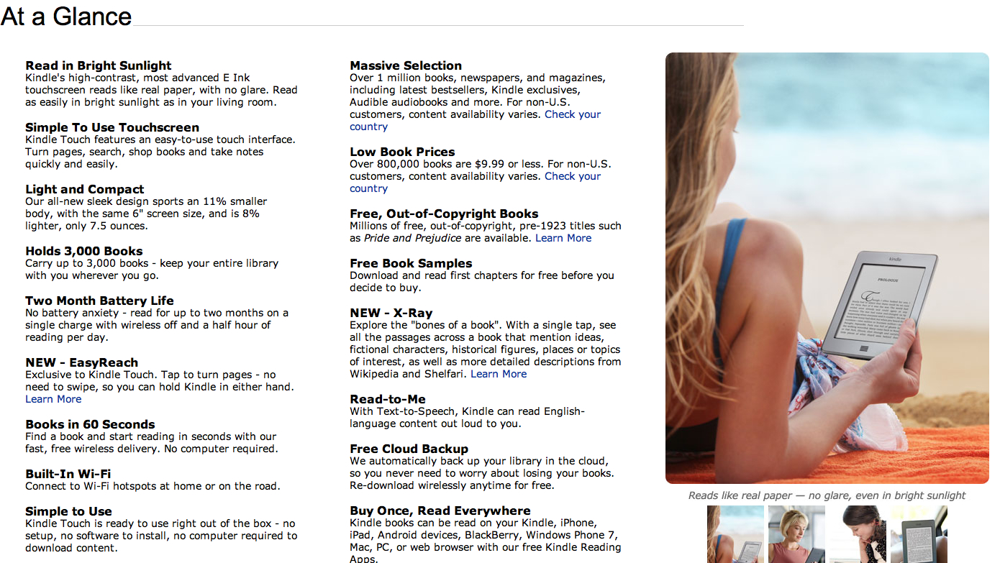 At a Glance
Read in Bright Sunlight
Kindle's high-contrast, most advanced E Ink
touchscreen reads like real paper, with no glare. Read
as easily in bright sunlight as in your living room.
Simple To Use Touchscreen
Kindle Touch features an easy-to-use touch interface.
Turn pages, search, shop books and take notes
quickly and easily.
Light and Compact
Our all-new sleek design sports an 11% smaller
body, with the same 6" screen size, and is 8%
lighter, only 7.5 ounces.
Holds 3,000 Books
Carry up to 3,000 books - keep your entire library
with you wherever you go.
Two Month Battery Life
No battery anxiety - read for up to two months on a
single charge with wireless off and a half hour of
reading per day.
NEW - EasyReach
Exclusive to Kindle Touch. Tap to turn pages - no
need to swipe, so you can hold Kindle in either hand.
Learn More
Books in 60 Seconds
Find a book and start reading in seconds with our
fast, free wireless delivery. No computer required.
Built-In Wi-Fi
Connect to Wi-Fi hotspots at home or on the road.
Simple to Use
Kindle Touch is ready to use right out of the box - no
setup, no software to install, no computer required to
download content.
Massive Selection
Over 1 million books, newspapers, and magazines,
including latest bestsellers, Kindle exclusives,
Audible audiobooks and more. For non-U.S.
customers, content availability varies. Check your
country
Low Book Prices
Over 800,000 books are $9.99 or less. For non-U.S.
customers, content availability varies. Check your
country
Free, Out-of-Copyright Books
Millions of free, out-of-copyright, pre-1923 titles such
as Pride and Prejudice are available. Learn More
Free Book Samples
Download and read first chapters for free before you
decide to buy.
NEW - X-Ray
Explore the "bones of a book". With a single tap, see
all the passages across a book that mention ideas,
fictional characters, historical figures, places or topics
of interest, as well as more detailed descriptions from
Wikipedia and Shelfari. Learn More
Read-to-Me
With Text-to-Speech, Kindle can read English-
language content out loud to you.
Free Cloud Backup
We automatically back up your library in the cloud,
so you never need to worry about losing your books.
Re-download wirelessly anytime for free.
Buy Once, Read Everywhere
Kindle books can be read on your Kindle, iPhone,
iPad, Android devices, BlackBerry, Windows Phone 7,
Mac, PC, or web browser with our free Kindle Reading
Apps.
kindle
PROLOGUE
Reads like real paper — no glare, even in bright sunlight